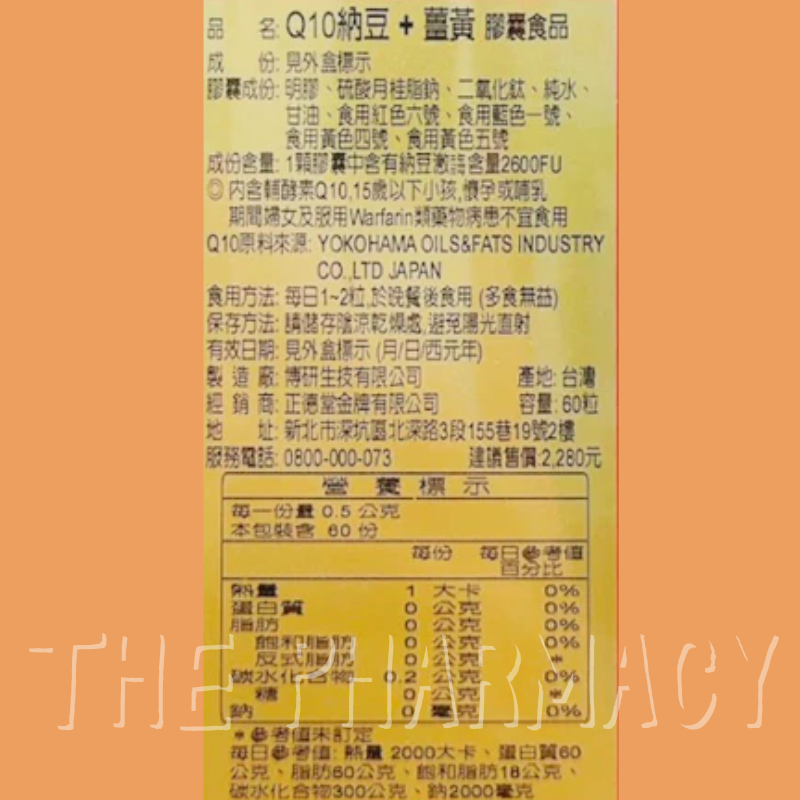 品 名: Q10納豆 + 薑黃 膠囊食品
成 份: 見外盒標示
膠囊成份: 明膠、硫酸月桂脂鈉、二氧化鈦、純水、
甘油、食用紅色六號、食用藍色一號、
食用黃色四號、食用黃色五號
成份含量: 1顆膠囊中含有納豆激酶含量2600FU
◎ 內含輔酵素Q10,15歲以下小孩,懷孕或哺乳
期間婦女及服用Warfarin類藥物病患不宜食用
Q10原料來源: YOKOHAMA OILS&FATS INDUSTRY
CO.,LTD JAPAN
食用方法: 每日1~2粒,於晚餐後食用 (多食無益)
保存方法: 請儲存陰涼乾燥處,避免陽光直射
有效日期: 見外盒標示 (月/日/西元年)
製 造 廠: 博研生技有限公司 產地: 台灣
經 銷 商: 正德堂金牌有限公司 容量: 60粒
地 址: 新北市深坑區北深路3段155巷19號2樓
服務電話: 0800-000-073 建議售價:2,280元
營 養 標 示
每一份量 0.5 公克
本包裝含 60 份
每份 每日參考值
百分比
熱量 1 大卡 0%
蛋白質 0 公克 0%
脂肪 0 公克 0%
飽和脂肪 0 公克 0%
反式脂肪 0 公克 *
碳水化合物 0.2 公克 0%
糖 0 公克 *
鈉 0 毫克 0%
THE PHARMACY
* 參考值未訂定
每日參考值: 熱量 2000大卡、蛋白質60
公克、脂肪60公克、飽和脂肪18公克、
碳水化合物300公克、鈉2000毫克